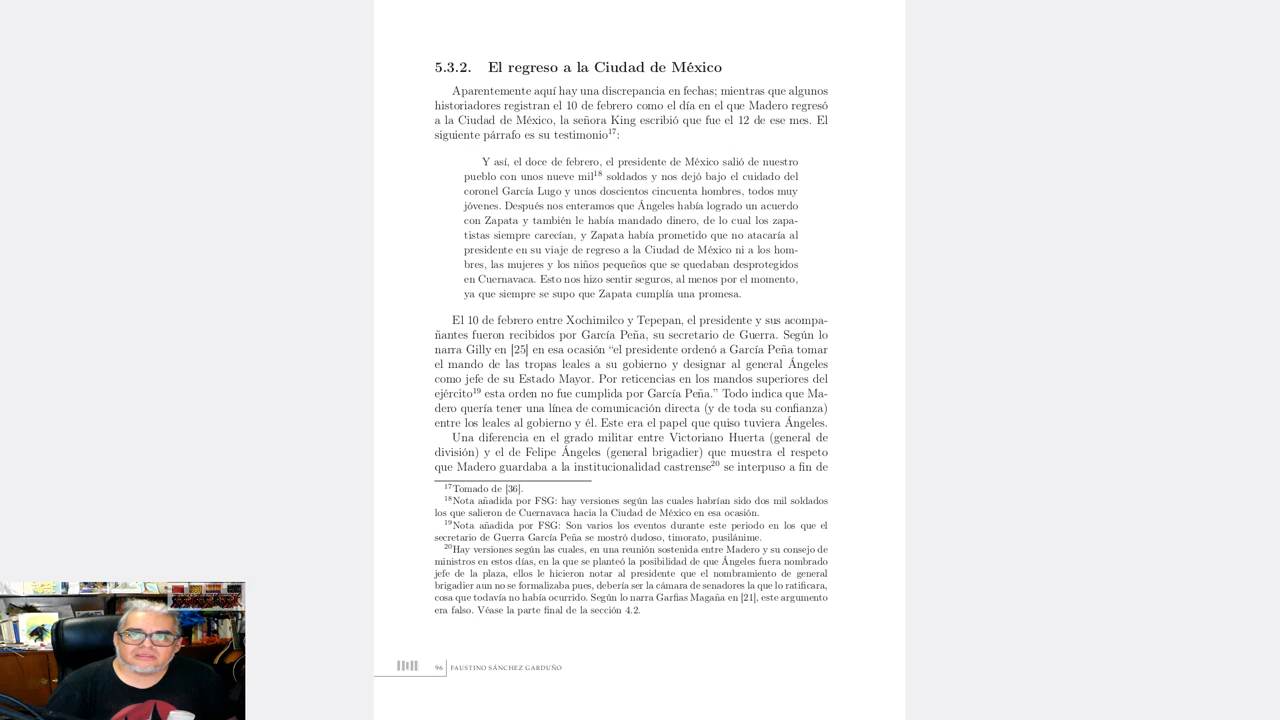 5.3.2. El regreso a la Ciudad de México
Aparentemente aquí hay una discrepancia en fechas; mientras que algunos
historiadores registran el 10 de febrero como el día en el que Madero regresó
a la Ciudad de México, la señora King escribió que fue el 12 de ese mes. El
siguiente párrafo es su testimonio17:
Y así, el doce de febrero, el presidente de México salió de nuestro
pueblo con unos nueve mil18 soldados y nos dejó bajo el cuidado del
coronel García Lugo y unos doscientos cincuenta hombres, todos muy
jóvenes. Después nos enteramos que Ángeles había logrado un acuerdo
con Zapata y también le había mandado dinero, de lo cual los zapa-
tistas siempre carecían, y Zapata había prometido que no atacaría al
presidente en su viaje de regreso a la Ciudad de México ni a los hom-
bres, las mujeres y los niños pequeños que se quedaban desprotegidos
en Cuernavaca. Esto nos hizo sentir seguros, al menos por el momento,
ya que siempre se supo que Zapata cumplía una promesa.
El 10 de febrero entre Xochimilco y Tepepan, el presidente y sus acompa-
ñantes fueron recibidos por García Peña, su secretario de Guerra. Según lo
narra Gilly en [25] en esa ocasión “el presidente ordenó a García Peña tomar
el mando de las tropas leales a su gobierno y designar al general Ángeles
como jefe de su Estado Mayor. Por reticencias en los mandos superiores del
ejército19 esta orden no fue cumplida por García Peña.” Todo indica que Ma-
dero quería tener una línea de comunicación directa (y de toda su confianza)
entre los leales al gobierno y él. Este era el papel que quiso tuviera Ángeles.
Una diferencia en el grado militar entre Victoriano Huerta (general de
división) y el de Felipe Ángeles (general brigadier) que muestra el respeto
que Madero guardaba a la institucionalidad castrense20 se interpuso a fin de
17Tomado de [36].
18Nota añadida por FSG: hay versiones según las cuales habrían sido dos mil soldados
los que salieron de Cuernavaca hacia la Ciudad de México en esa ocasión.
19Nota añadida por FSG: Son varios los eventos durante este periodo en los que el
secretario de Guerra García Peña se mostró dudoso, timorato, pusilánime.
20Hay versiones según las cuales, en una reunión sostenida entre Madero y su consejo de
ministros en estos días, en la que se planteó la posibilidad de que Ángeles fuera nombrado
jefe de la plaza, ellos le hicieron notar al presidente que el nombramiento de general
brigadier aun no se formalizaba pues, debería ser la cámara de senadores la que lo ratificara,
cosa que todavía no había ocurrido. Según lo narra Garfias Magaña en [21], este argumento
era falso. Véase la parte final de la sección 4.2.
96 FAUSTINO SÁNCHEZ GARDUÑO